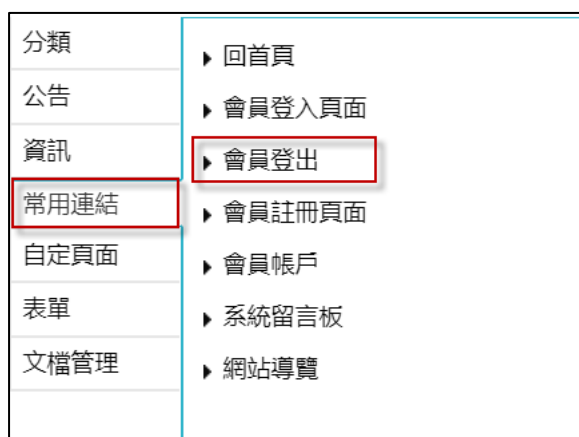 分類
公告
資訊
常用連結
自定頁面
表單
文檔管理
回首頁
會員登入頁面
會員登出
會員註冊頁面
會員帳戶
系統留言板
網站導覽